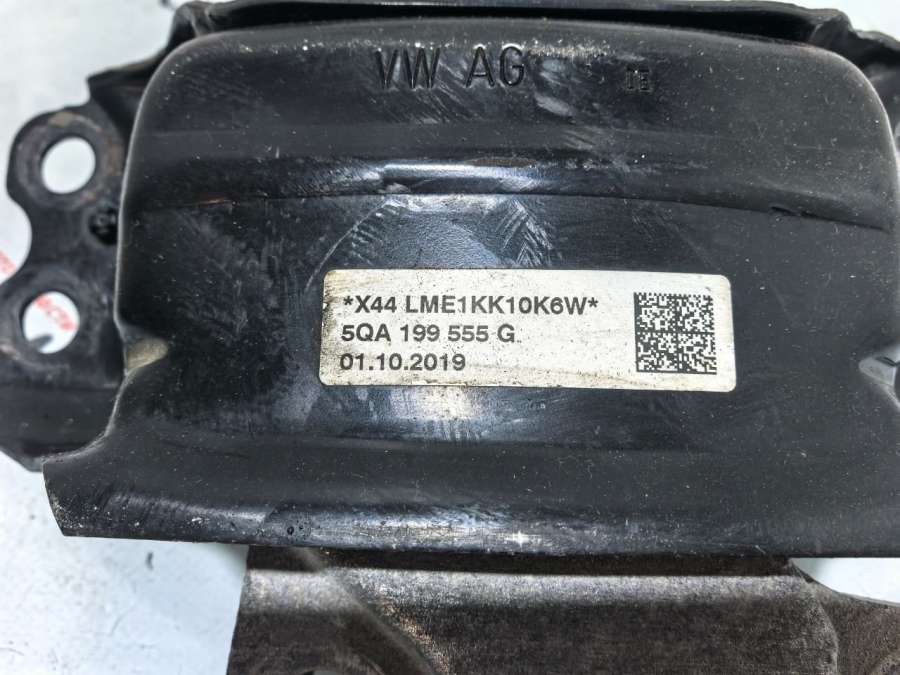 VW AG
*X44 LME1KK10K6W*
5QA 199 555 G
01.10.2019